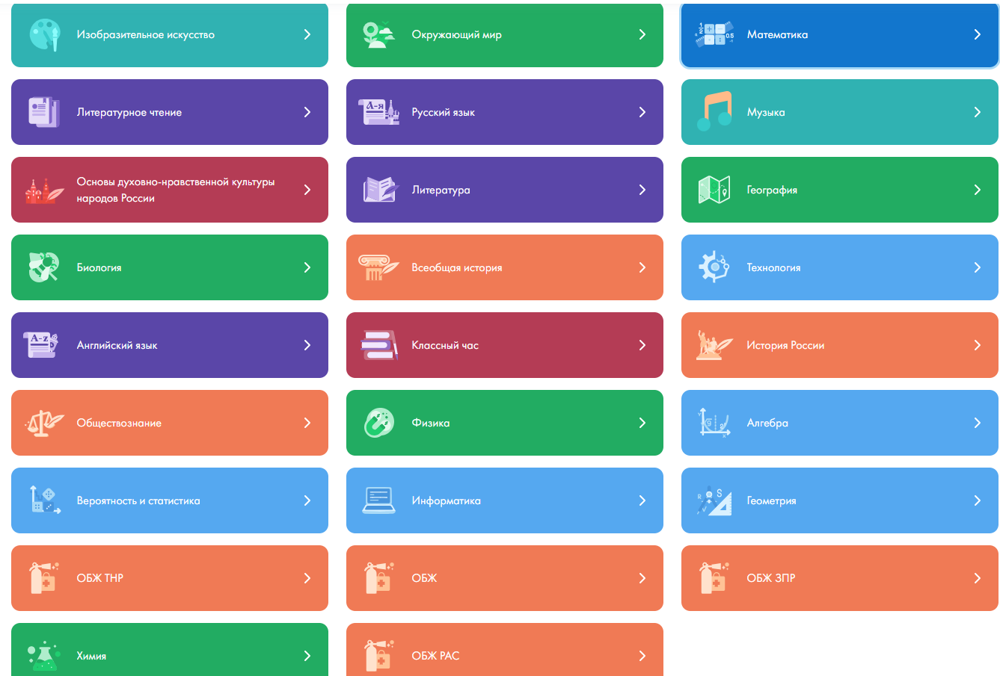 Изобразительное искусство
Окружающий мир
Математика
Литературное чтение
А-я
Русский язык
Музыка
Основы духовно-нравственной культуры
народов России
Литература
География
Биология
Всеобщая история
Технология
A-z
Английский язык
Классный час
История России
Обществознание
Физика
Алгебра
Вероятность и статистика
Информатика
R S
Геометрия
ОБЖ ТНР
ОБЖ
ОБЖ ЗПР
Химия
ОБЖ РАС